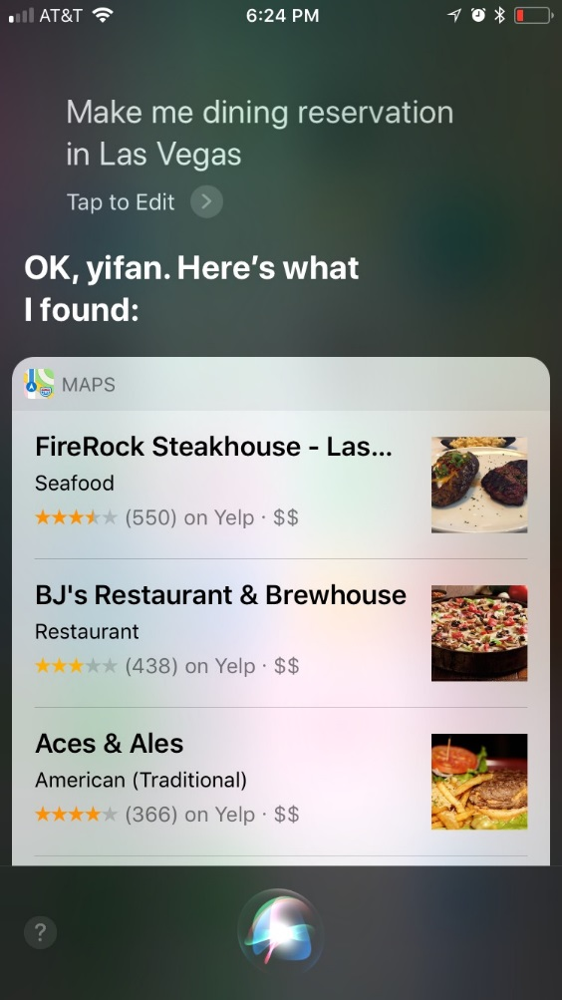 AT&T 6:24 PM
Make me dining reservation
in Las Vegas
Tap to Edit
OK, yifan. Here's what
I found:
MAPS
FireRock Steakhouse - Las...
Seafood
(550) on Yelp · $$
BJ's Restaurant & Brewhouse
Restaurant
(438) on Yelp · $$
Aces & Ales
American (Traditional)
(366) on Yelp · $$
?